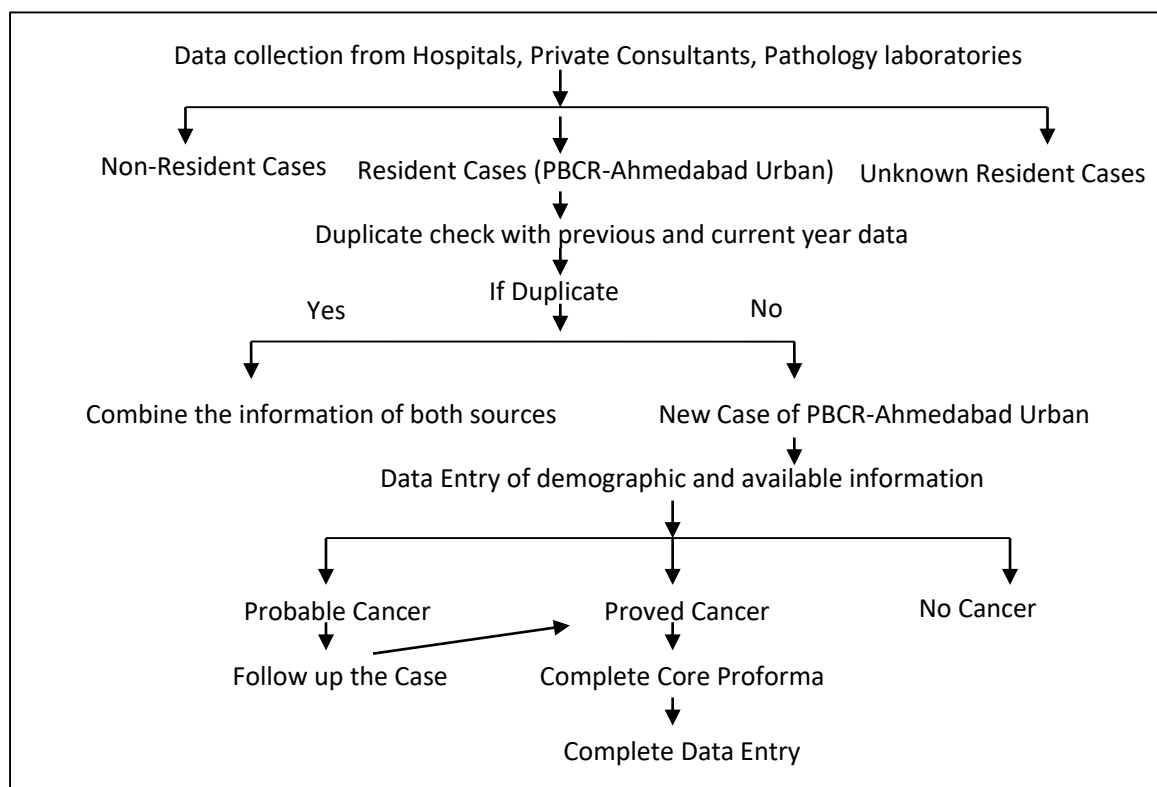 Data collection from Hospitals, Private Consultants, Pathology laboratories
Non-Resident Cases
Resident Cases (PBCR-Ahmedabad Urban)
Unknown Resident Cases
Duplicate check with previous and current year data
If Duplicate
Yes
No
Combine the information of both sources
New Case of PBCR-Ahmedabad Urban
Data Entry of demographic and available information
Probable Cancer
Proved Cancer
No Cancer
Follow up the Case
Complete Core Proforma
Complete Data Entry